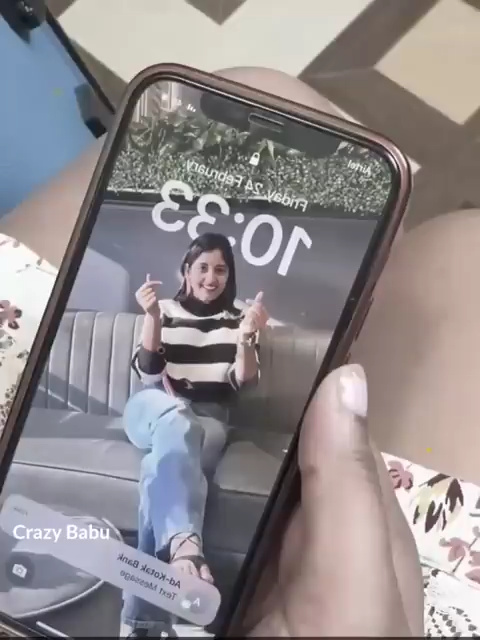 Airtel
Friday, 24 February
10:33
Ad-Kotak Bank
Text Message
Crazy Babu